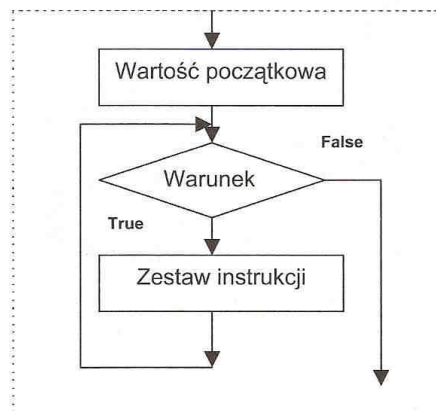 Wartość początkowa
False
Warunek
True
Zestaw instrukcji